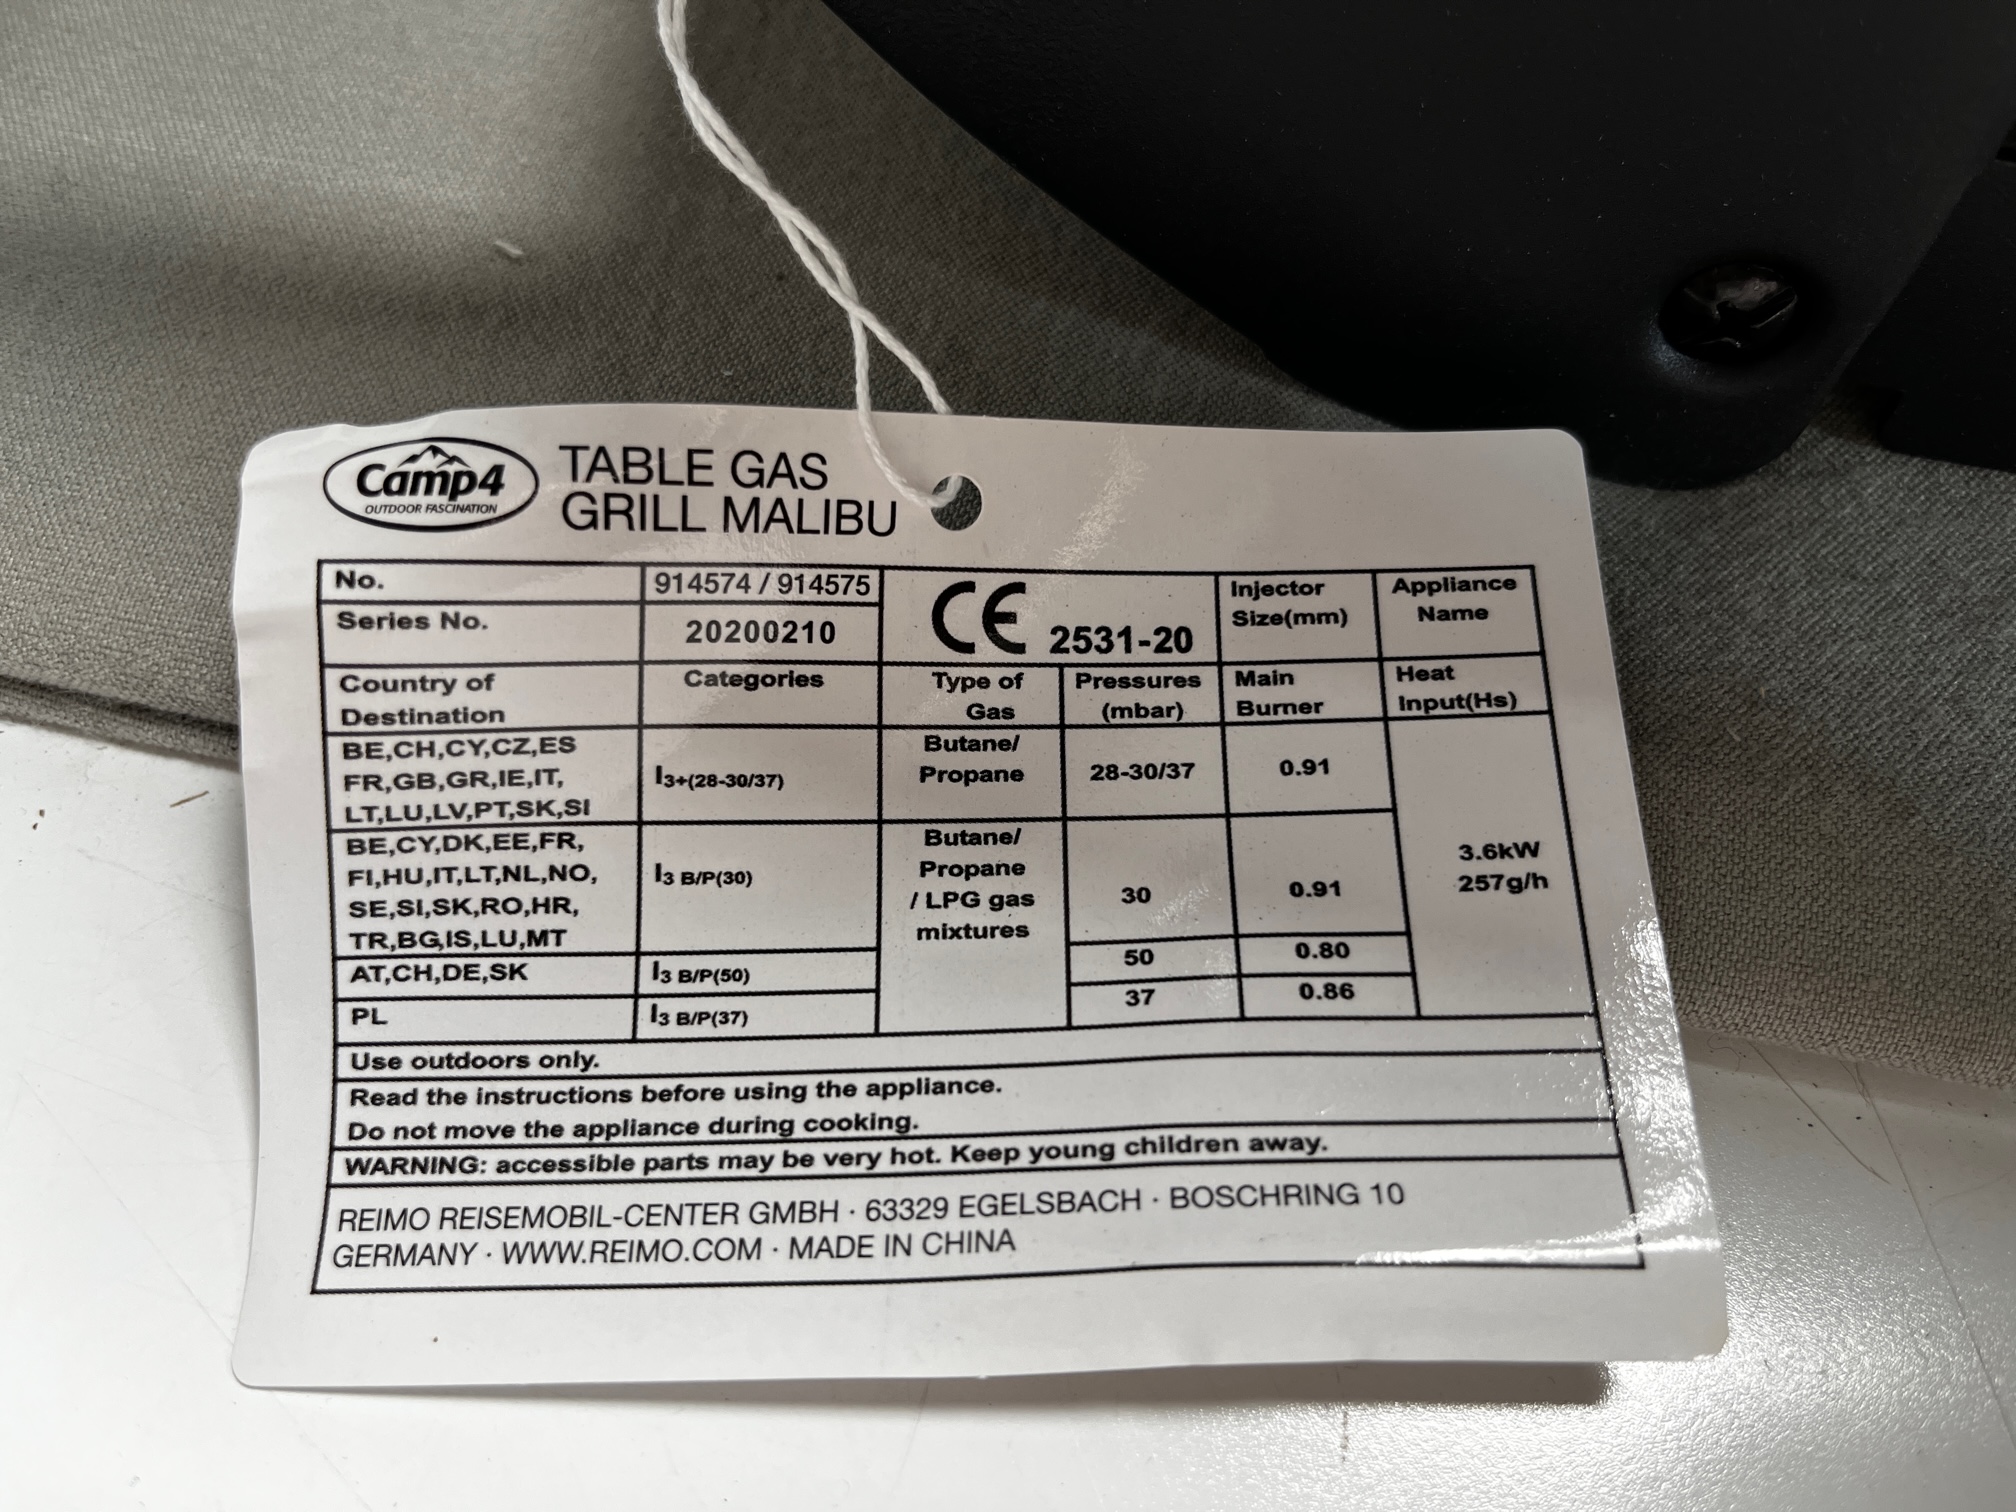 Camp4
OUTDOOR FASCINATION
TABLE GAS
GRILL MALIBU
No.
914574 / 914575
Series No.
20200210
CE 2531-20
Injector
Size(mm)
Appliance
Name
Country of
Destination
Categories
Type of
Gas
Pressures
(mbar)
Main
Burner
Heat
Input(Hs)
BE,CH,CY,CZ,ES
FR,GB,GR,IE,IT,
LT,LU,LV,PT,SK,SI
I3+(28-30/37)
Butane/
Propane
28-30/37
0.91
BE,CY,DK,EE,FR,
FI,HU,IT,LT,NL,NO,
SE,SI,SK,RO,HR,
TR,BG,IS,LU,MT
I3 B/P(30)
Butane/
Propane
/ LPG gas
mixtures
30
0.91
3.6kW
257g/h
AT,CH,DE,SK
I3 B/P(50)
50
0.80
PL
I3 B/P(37)
37
0.86
Use outdoors only.
Read the instructions before using the appliance.
Do not move the appliance during cooking.
WARNING: accessible parts may be very hot. Keep young children away.
REIMO REISEMOBIL-CENTER GMBH · 63329 EGELSBACH · BOSCHRING 10
GERMANY · WWW.REIMO.COM · MADE IN CHINA